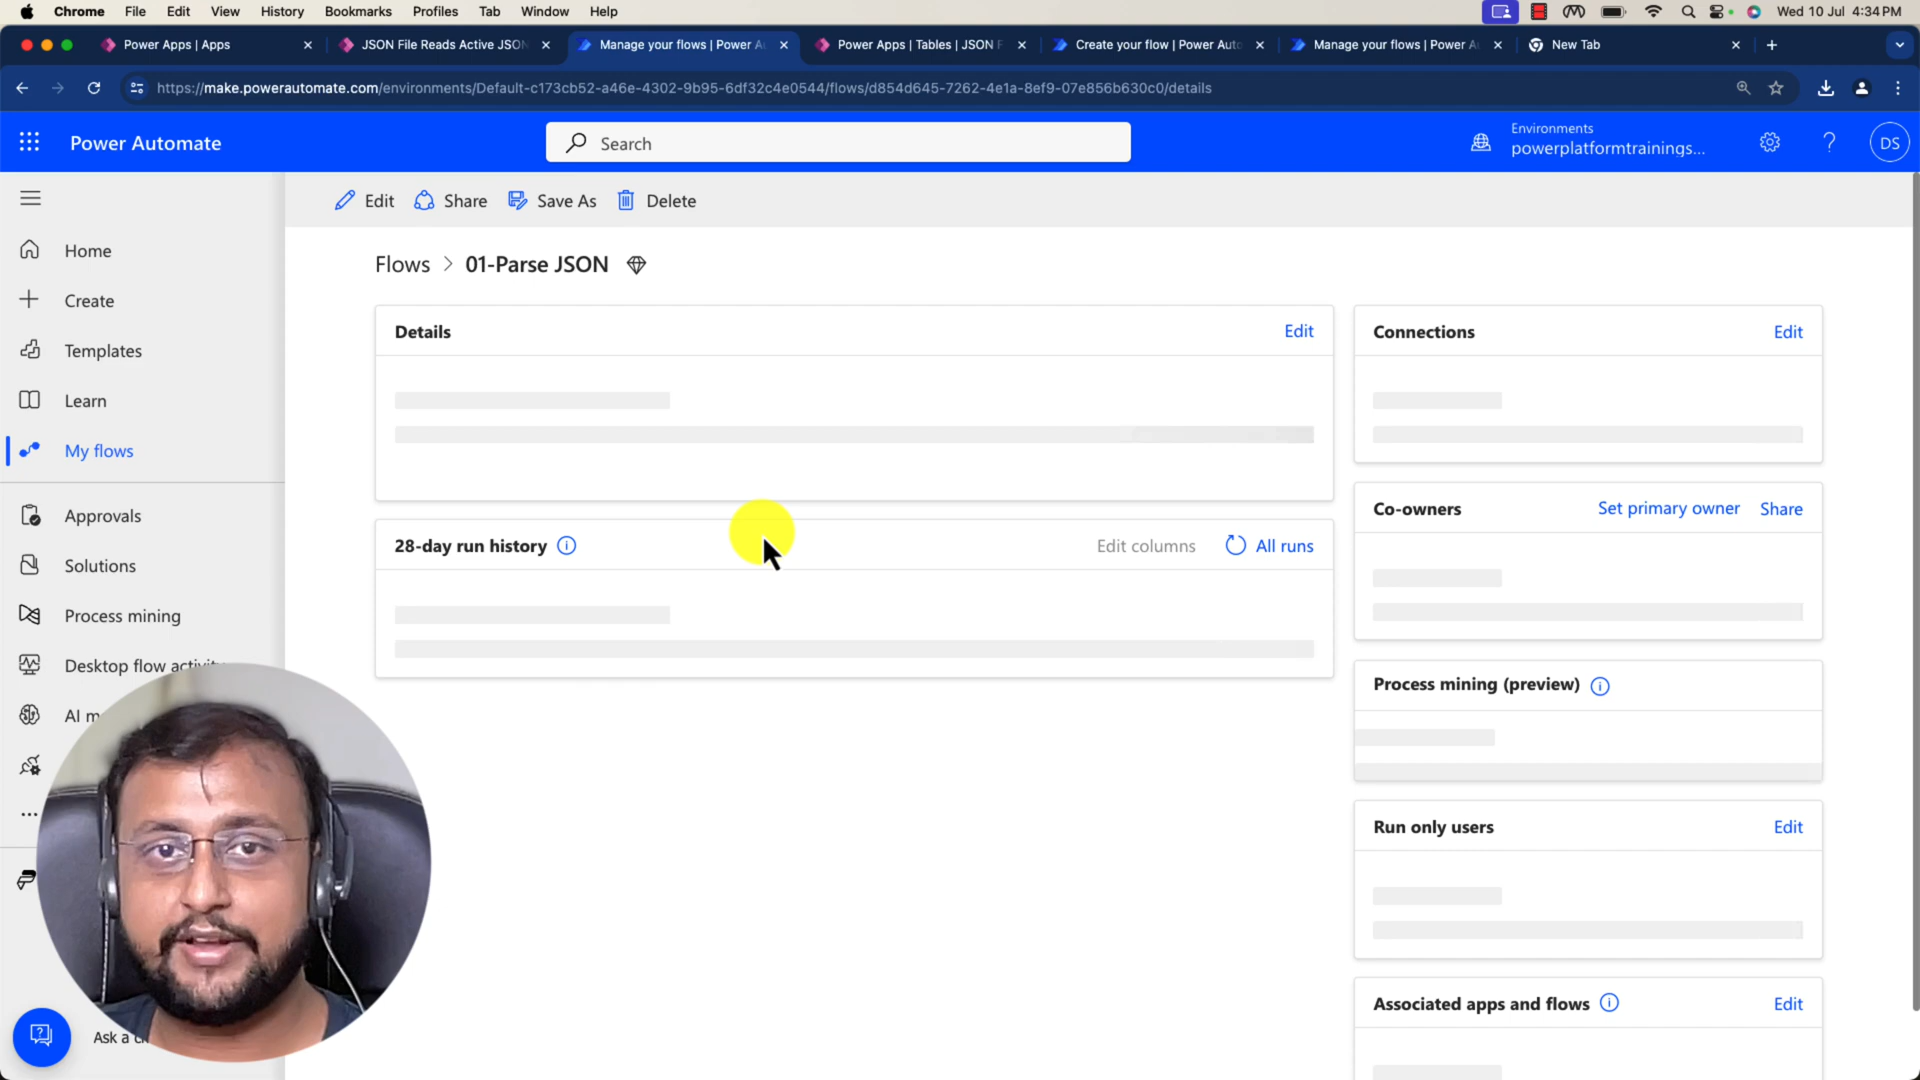 Chrome File Edit View History Bookmarks Profiles Tab Window Help Wed 10 Jul 4:34 PM
Power Apps | Apps JSON File Reads Active JSON Manage your flows | Power A Power Apps | Tables | JSON F Create your flow | Power Auto Manage your flows | Power A New Tab
https://make.powerautomate.com/environments/Default-c173cb52-a46e-4302-9b95-6df32c4e0544/flows/d854d645-7262-4e1a-8ef9-07e856b630c0/details
Power Automate Search Environments
powerplatformtrainings... DS
Edit Share Save As Delete
Home
Create
Templates
Learn
My flows
Approvals
Solutions
Process mining
Desktop flow activity
AI m
Ask a ch
Flows > 01-Parse JSON
Details Edit
28-day run history Edit columns All runs
Connections Edit
Co-owners Set primary owner Share
Process mining (preview)
Run only users Edit
Associated apps and flows Edit